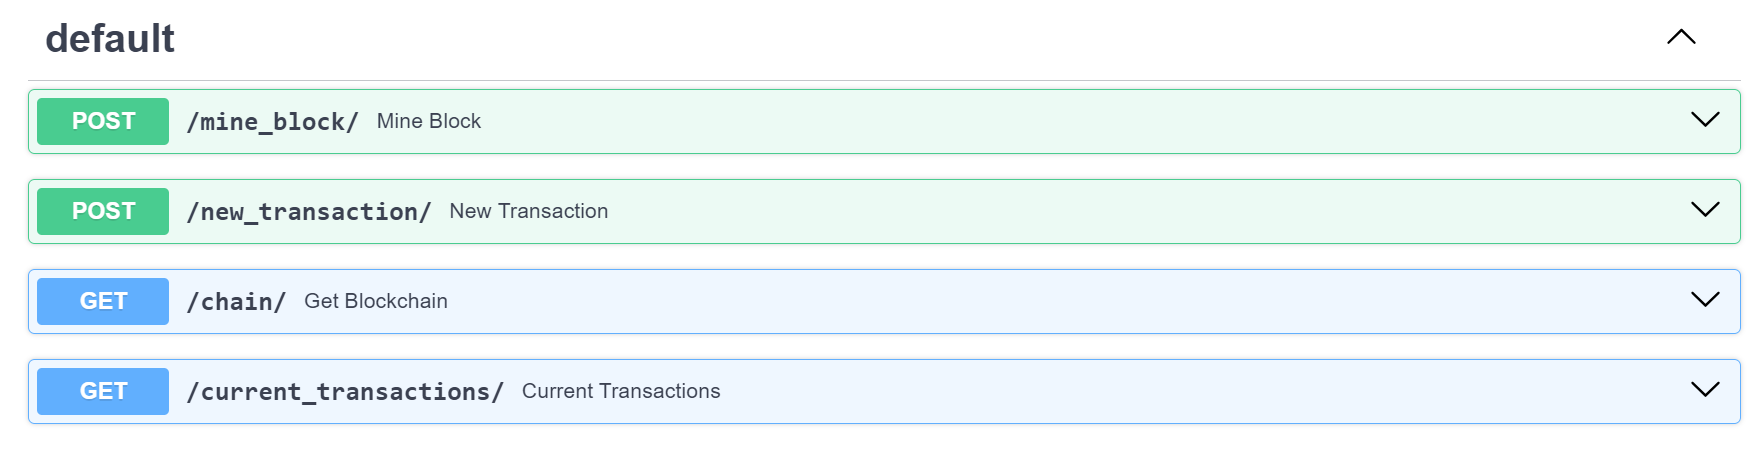 default
POST /mine_block/ Mine Block
POST /new_transaction/ New Transaction
GET /chain/ Get Blockchain
GET /current_transactions/ Current Transactions